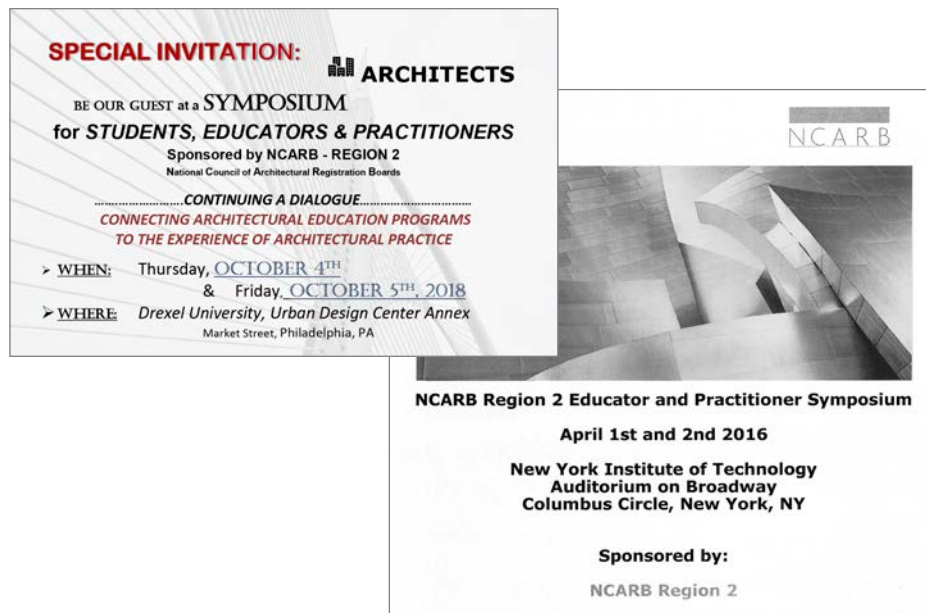 SPECIAL INVITATION:
ARCHITECTS
BE OUR GUEST at a SYMPOSIUM
for STUDENTS, EDUCATORS & PRACTITIONERS
Sponsored by NCARB - REGION 2
National Council of Architectural Registration Boards
..........................CONTINUING A DIALOGUE..............................
CONNECTING ARCHITECTURAL EDUCATION PROGRAMS
TO THE EXPERIENCE OF ARCHITECTURAL PRACTICE
➢ WHEN: Thursday, OCTOBER 4TH
& Friday, OCTOBER 5TH, 2018
➢ WHERE: Drexel University, Urban Design Center Annex
Market Street, Philadelphia, PA
NCARB
NCARB Region 2 Educator and Practitioner Symposium
April 1st and 2nd 2016
New York Institute of Technology
Auditorium on Broadway
Columbus Circle, New York, NY
Sponsored by:
NCARB Region 2